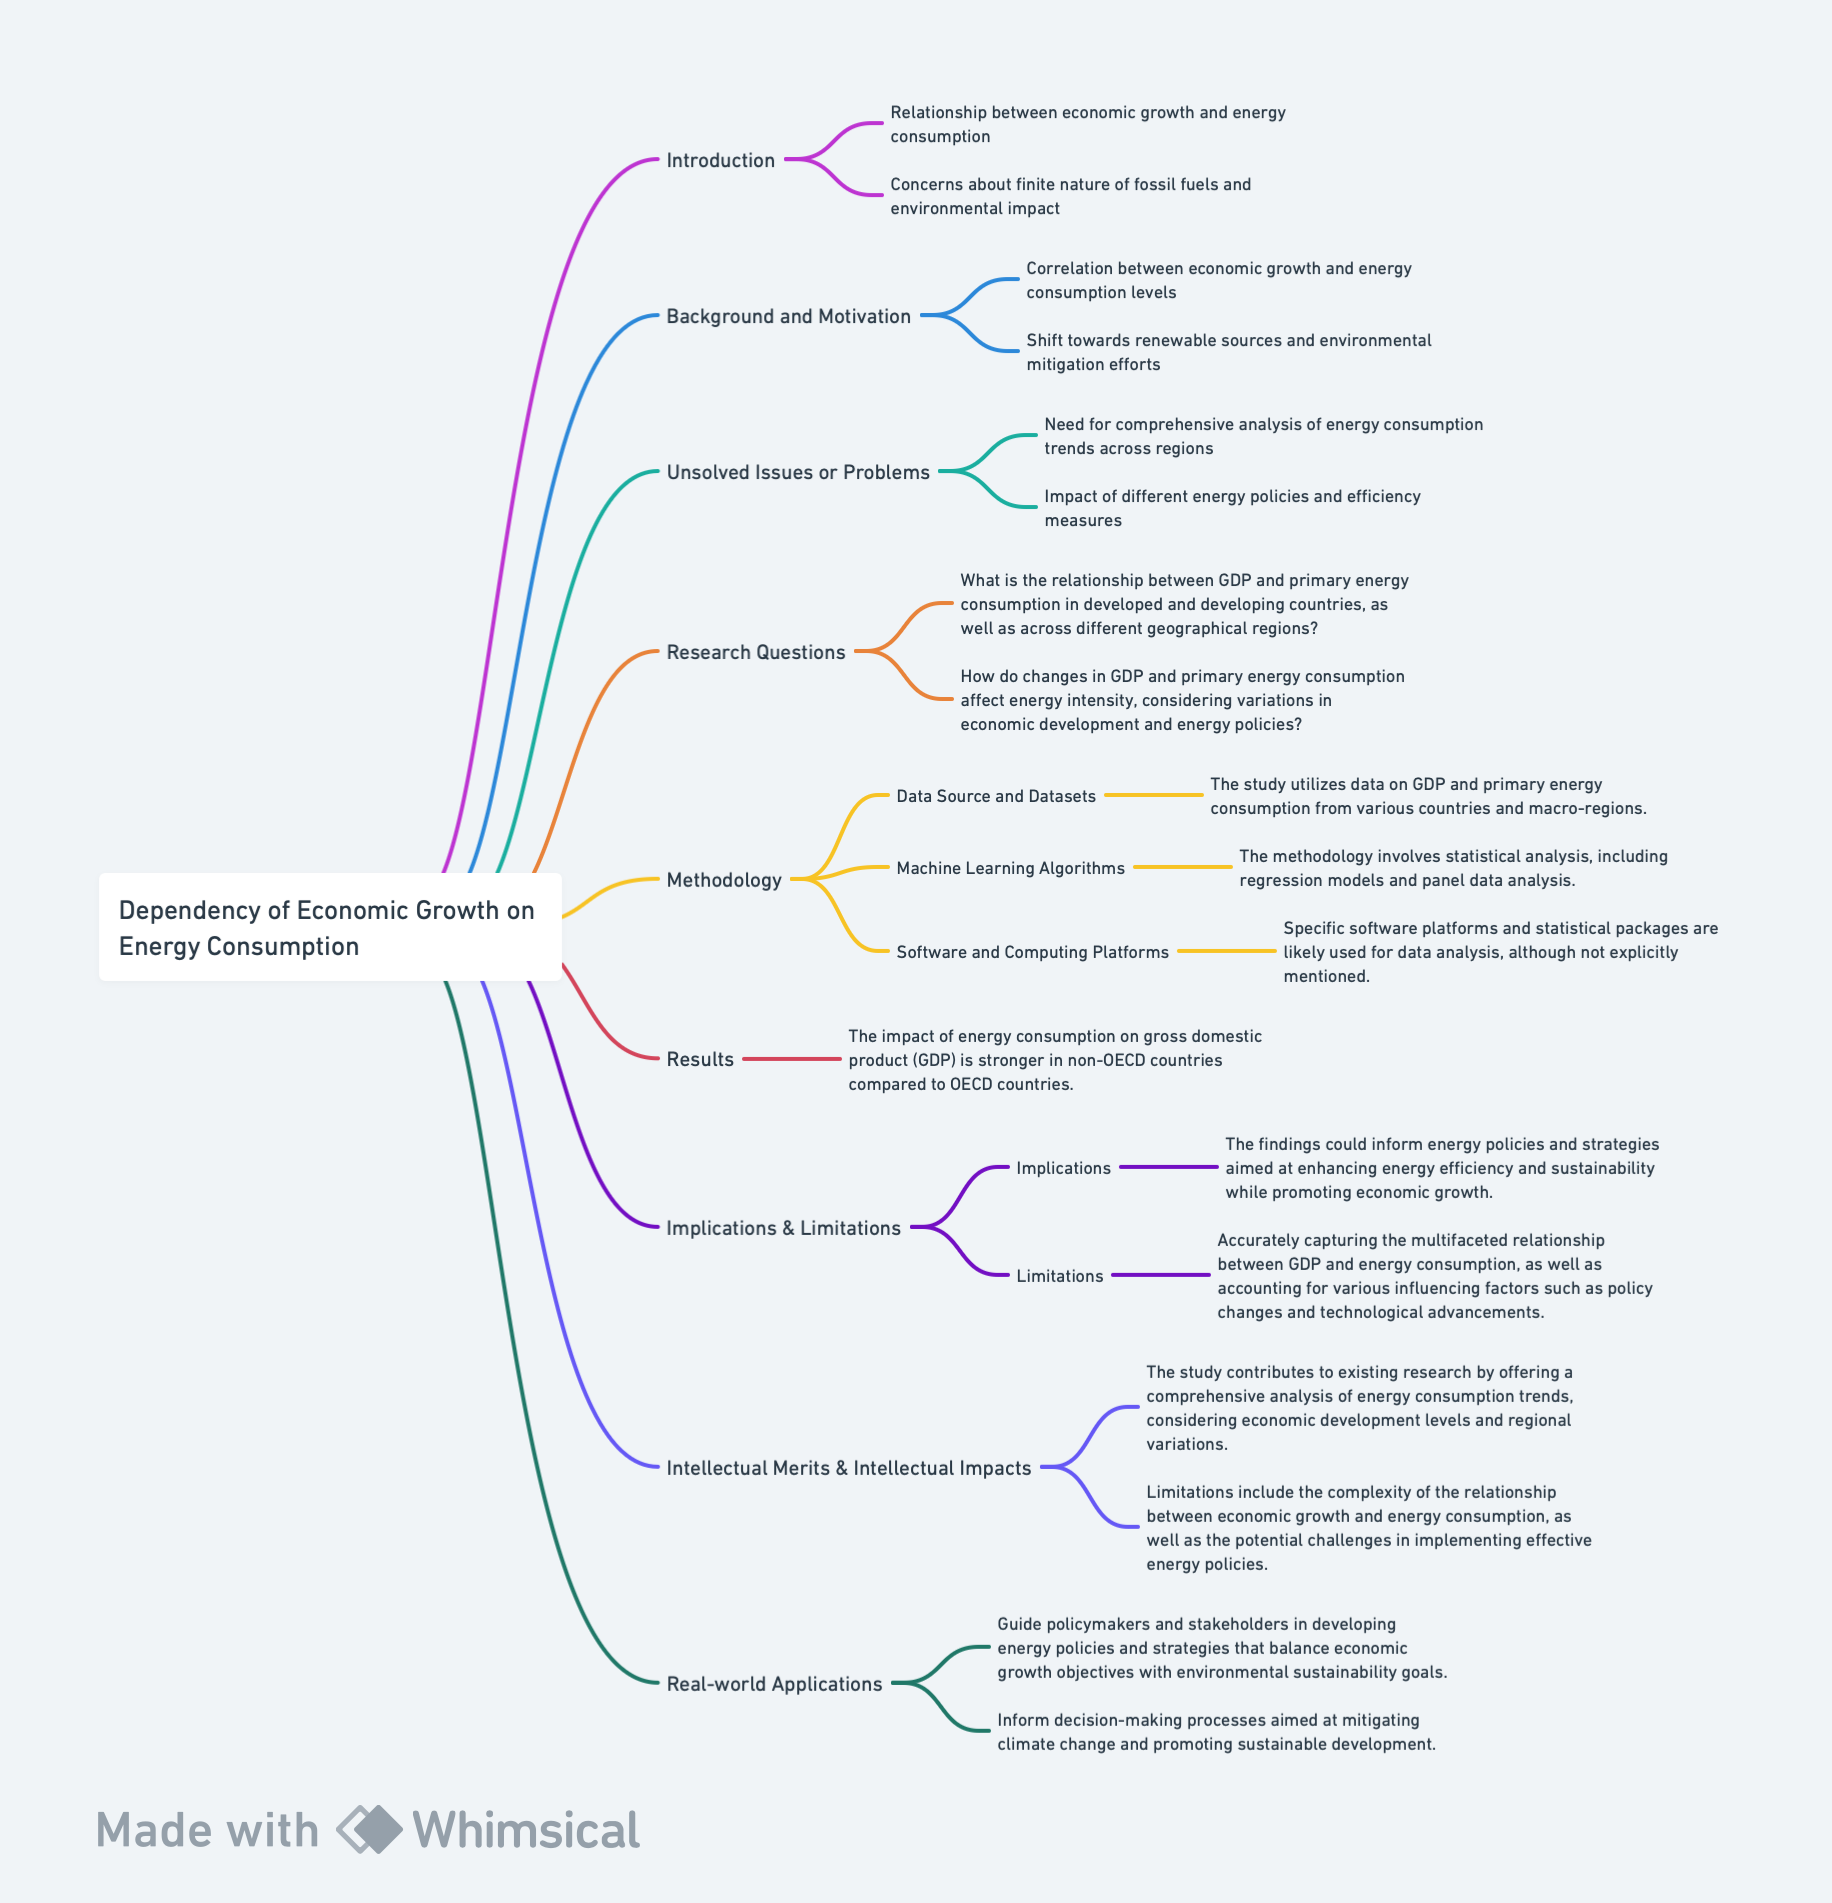 Dependency of Economic Growth on
Energy Consumption
Introduction
Relationship between economic growth and energy
consumption
Concerns about finite nature of fossil fuels and
environmental impact
Background and Motivation
Correlation between economic growth and energy
consumption levels
Shift towards renewable sources and environmental
mitigation efforts
Unsolved Issues or Problems
Need for comprehensive analysis of energy consumption
trends across regions
Impact of different energy policies and efficiency
measures
Research Questions
What is the relationship between GDP and primary energy
consumption in developed and developing countries, as
well as across different geographical regions?
How do changes in GDP and primary energy consumption
affect energy intensity, considering variations in
economic development and energy policies?
Methodology
Data Source and Datasets
The study utilizes data on GDP and primary energy
consumption from various countries and macro-regions.
Machine Learning Algorithms
The methodology involves statistical analysis, including
regression models and panel data analysis.
Software and Computing Platforms
Specific software platforms and statistical packages are
likely used for data analysis, although not explicitly
mentioned.
Results
The impact of energy consumption on gross domestic
product (GDP) is stronger in non-OECD countries
compared to OECD countries.
Implications & Limitations
Implications
The findings could inform energy policies and strategies
aimed at enhancing energy efficiency and sustainability
while promoting economic growth.
Limitations
Accurately capturing the multifaceted relationship
between GDP and energy consumption, as well as
accounting for various influencing factors such as policy
changes and technological advancements.
Intellectual Merits & Intellectual Impacts
The study contributes to existing research by offering a
comprehensive analysis of energy consumption trends,
considering economic development levels and regional
variations.
Limitations include the complexity of the relationship
between economic growth and energy consumption, as
well as the potential challenges in implementing effective
energy policies.
Real-world Applications
Guide policymakers and stakeholders in developing
energy policies and strategies that balance economic
growth objectives with environmental sustainability goals.
Inform decision-making processes aimed at mitigating
climate change and promoting sustainable development.
Made with Whimsical